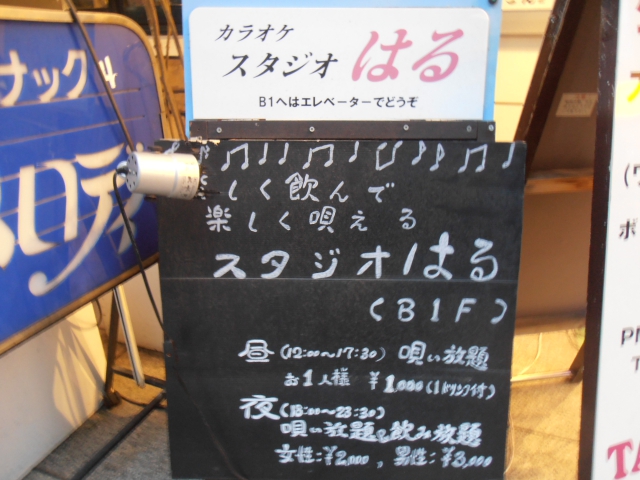 カラオケ
スタジオ はる
B1へはエレベーターでどうぞ
しく飲んで
楽しく唄える
スタジオはる
(B1F)
昼(12:00~17:30) 唄い放題
お1人様 ¥1,000(1ドリンク付)
夜(18:00~23:30)
唄い放題&飲み放題
女性:¥2,000, 男性:¥3,000
ナック